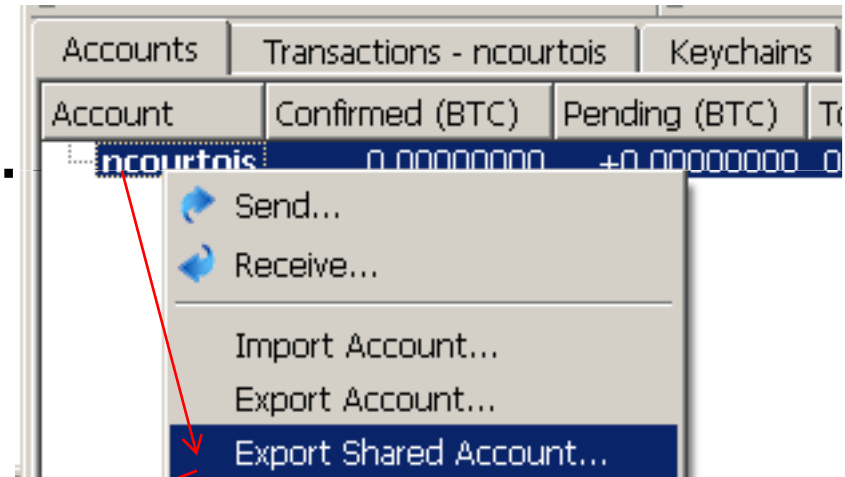 Accounts Transactions - ncourtois Keychains
Account Confirmed (BTC) Pending (BTC)
ncourtois 0.00000000 +0.00000000 0
Send...
Receive...
Import Account...
Export Account...
Export Shared Account...